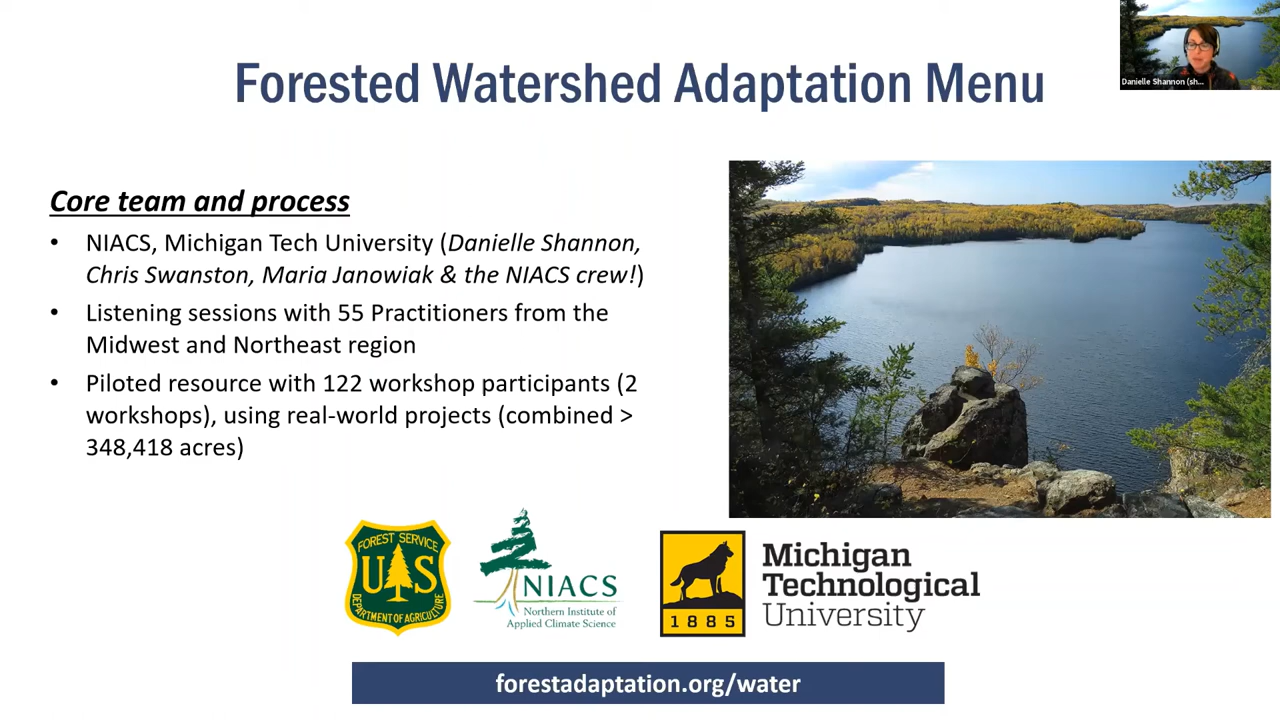 Forested Watershed Adaptation Menu
Danielle Shannon (sh...
Core team and process
• NIACS, Michigan Tech University (Danielle Shannon,
Chris Swanston, Maria Janowiak & the NIACS crew!)
• Listening sessions with 55 Practitioners from the
Midwest and Northeast region
• Piloted resource with 122 workshop participants (2
workshops), using real-world projects (combined >
348,418 acres)
FOREST SERVICE
U S
DEPARTMENT OF AGRICULTURE
NIACS
Northern Institute of
Applied Climate Science
1885
Michigan
Technological
University
forestadaptation.org/water